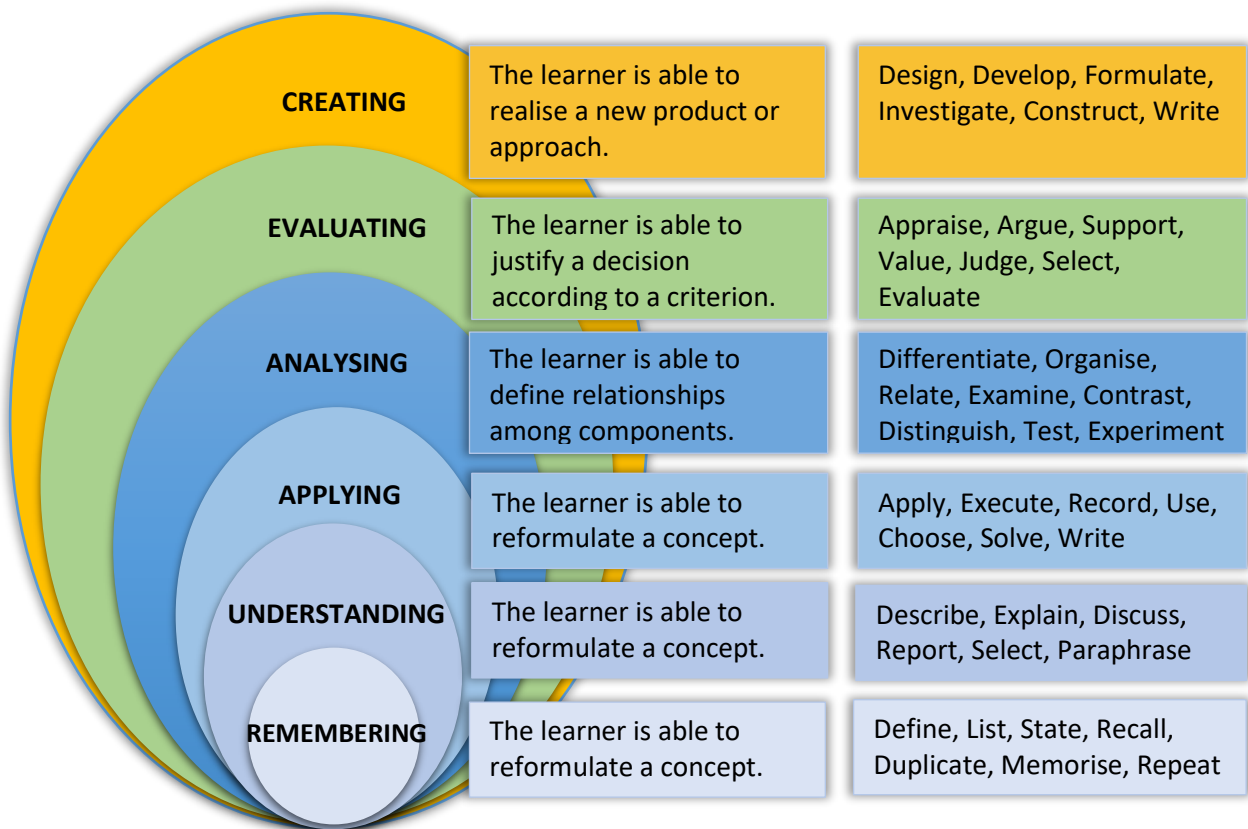 CREATING
The learner is able to
realise a new product or
approach.
Design, Develop, Formulate,
Investigate, Construct, Write
EVALUATING
The learner is able to
justify a decision
according to a criterion.
Appraise, Argue, Support,
Value, Judge, Select,
Evaluate
ANALYSING
The learner is able to
define relationships
among components.
Differentiate, Organise,
Relate, Examine, Contrast,
Distinguish, Test, Experiment
APPLYING
The learner is able to
reformulate a concept.
Apply, Execute, Record, Use,
Choose, Solve, Write
UNDERSTANDING
The learner is able to
reformulate a concept.
Describe, Explain, Discuss,
Report, Select, Paraphrase
REMEMBERING
The learner is able to
reformulate a concept.
Define, List, State, Recall,
Duplicate, Memorise, Repeat